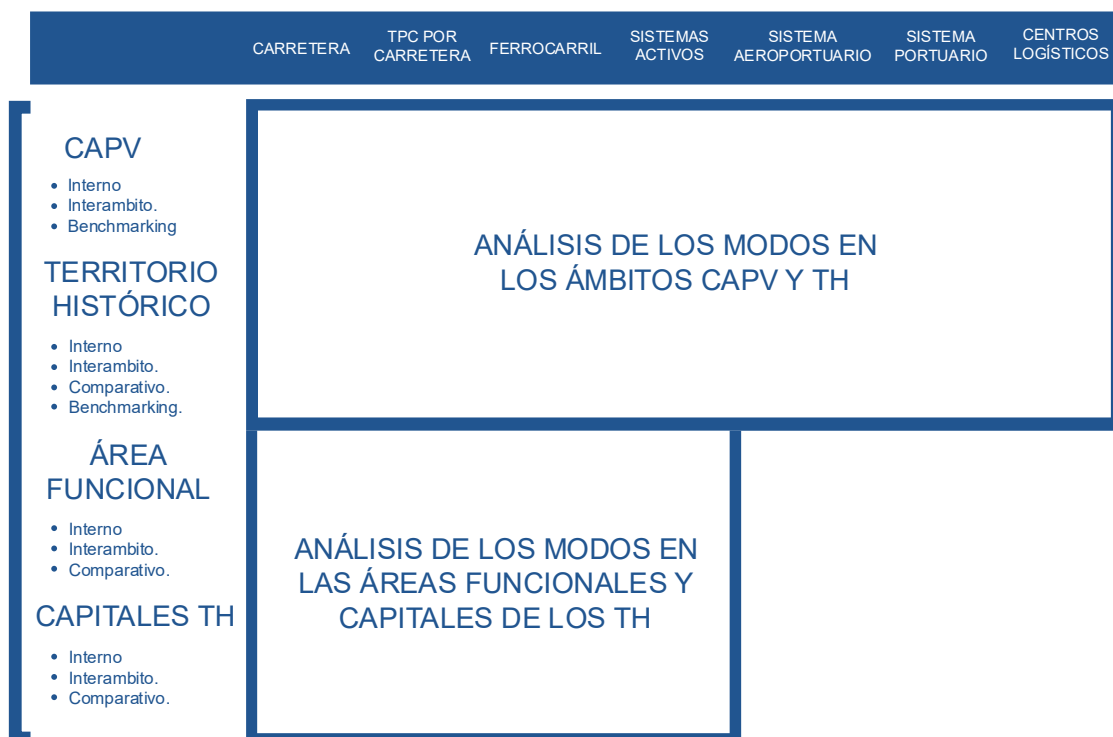 CARRETERA
TPC POR
CARRETERA
FERROCARRIL
SISTEMAS
ACTIVOS
SISTEMA
AEROPORTUARIO
SISTEMA
PORTUARIO
CENTROS
LOGÍSTICOS
CAPV
• Interno
• Interambito.
• Benchmarking
TERRITORIO
HISTÓRICO
• Interno
• Interambito.
• Comparativo.
• Benchmarking.
ÁREA
FUNCIONAL
• Interno
• Interambito.
• Comparativo.
CAPITALES TH
• Interno
• Interambito.
• Comparativo.
ANÁLISIS DE LOS MODOS EN
LOS ÁMBITOS CAPV Y TH
ANÁLISIS DE LOS MODOS EN
LAS ÁREAS FUNCIONALES Y
CAPITALES DE LOS TH